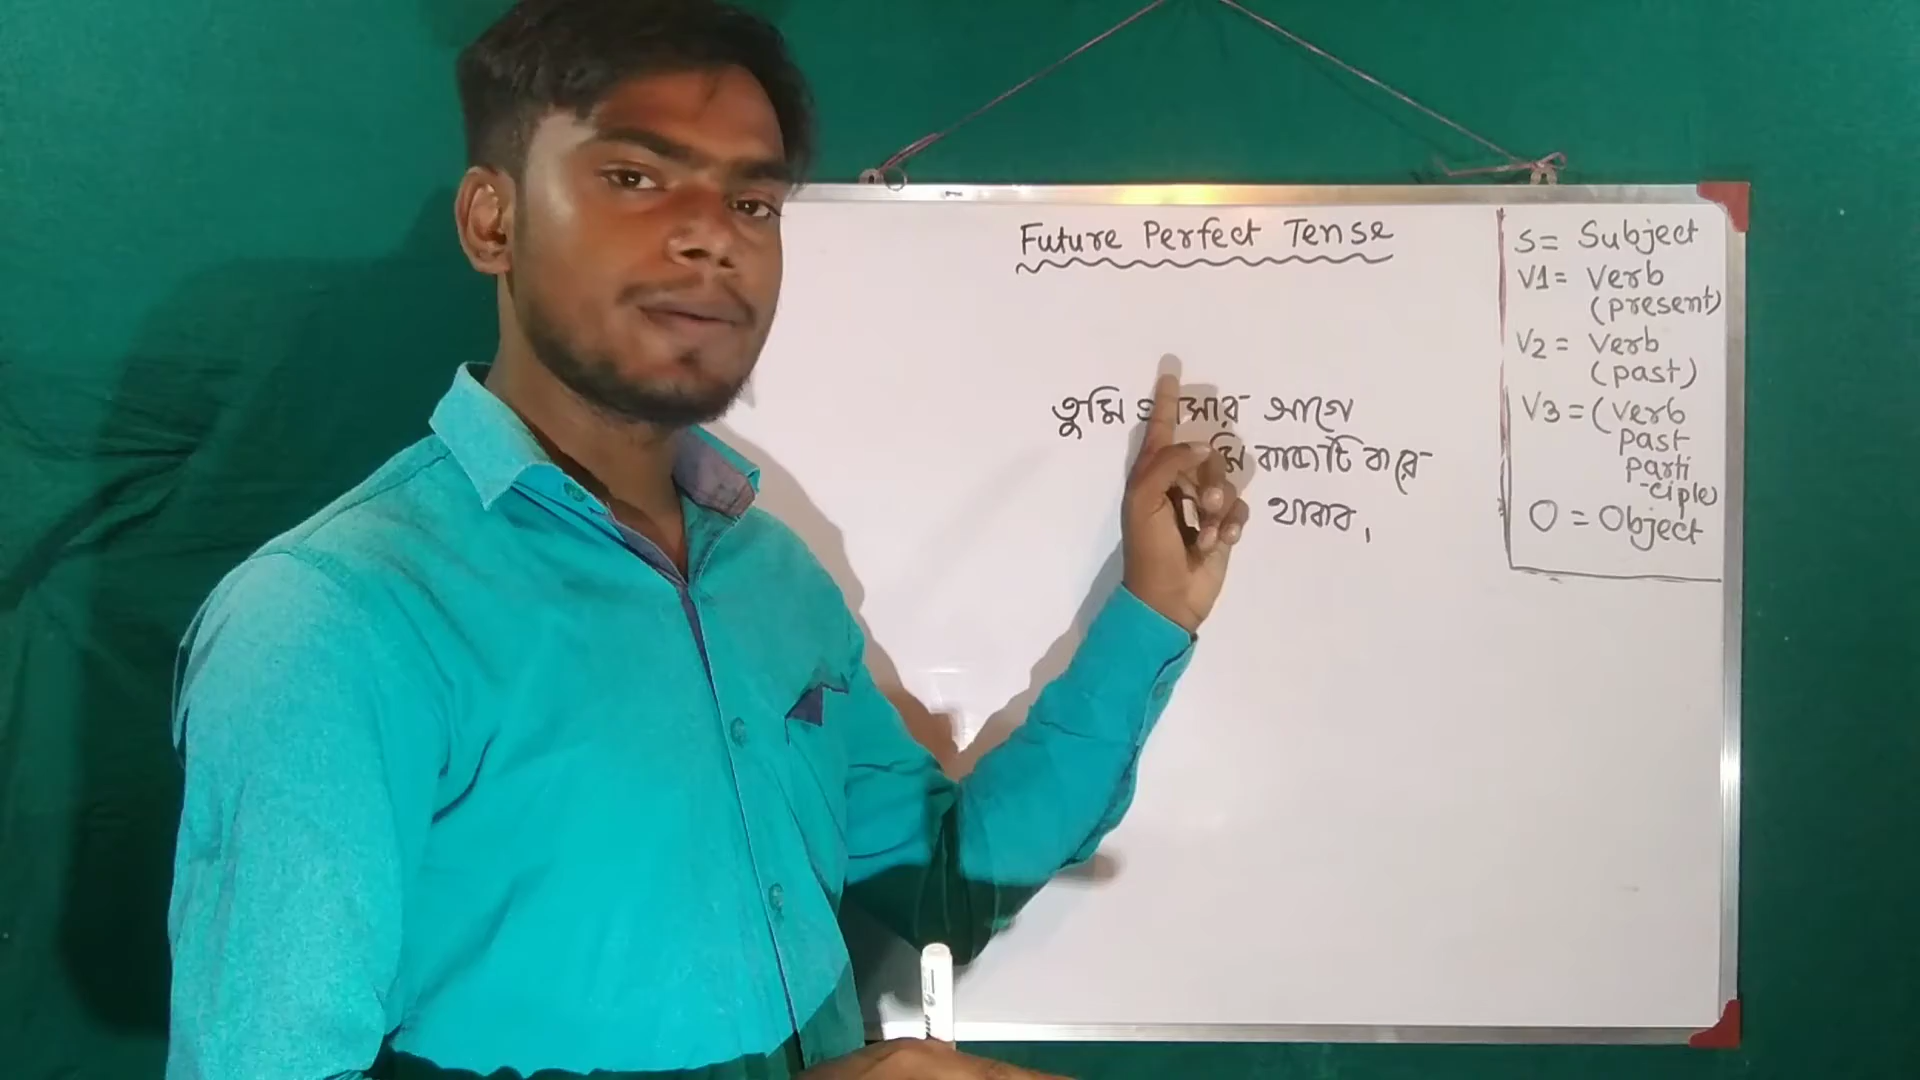 Future Perfect Tense
তুমি আসার আগে
মি কাজটি করে
থাকব,
S = Subject
V1 = Verb
(present)
V2 = Verb
(past)
V3 = (Verb
past
parti
-ciple)
O = Object